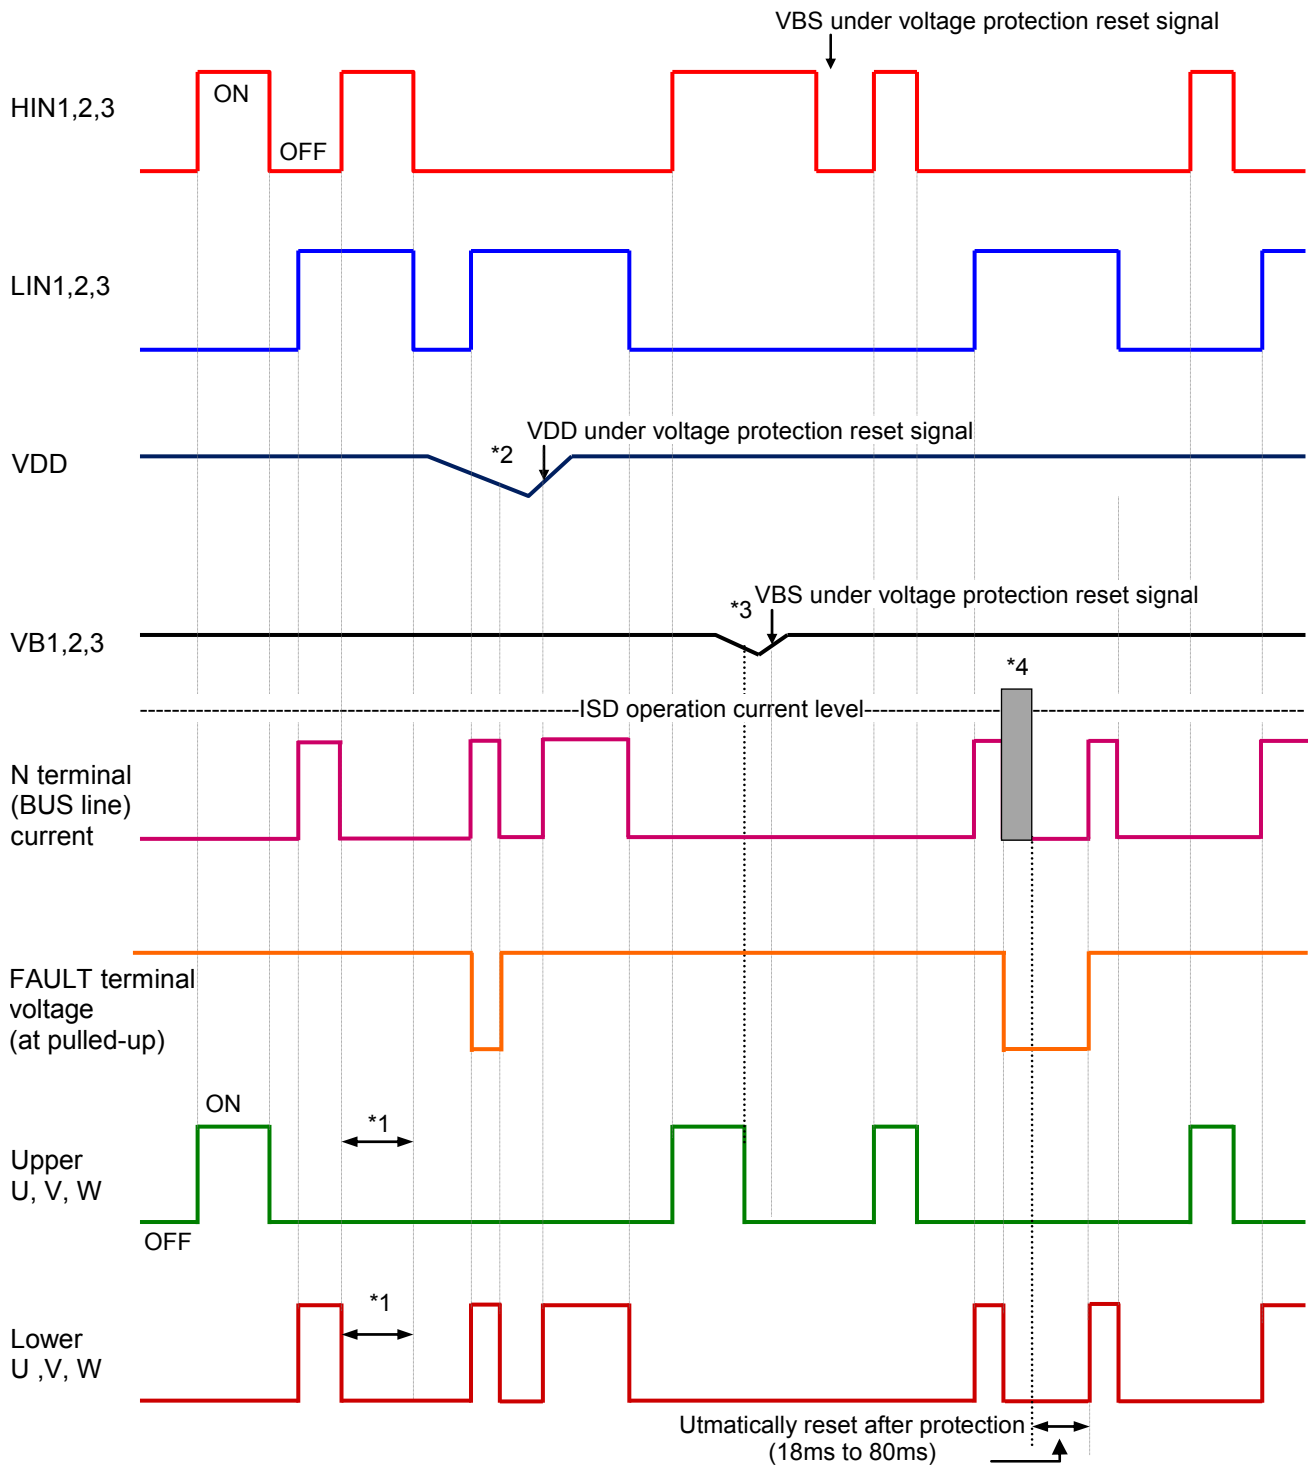 VBS under voltage protection reset signal
HIN1,2,3
ON
OFF
LIN1,2,3
VDD under voltage protection reset signal
*2
VDD
VBS under voltage protection reset signal
*3
VB1,2,3
*4
ISD operation current level
N terminal
(BUS line)
current
FAULT terminal
voltage
(at pulled-up)
ON
*1
Upper
U, V, W
OFF
*1
Lower
U ,V, W
Utmatically reset after protection
(18ms to 80ms)